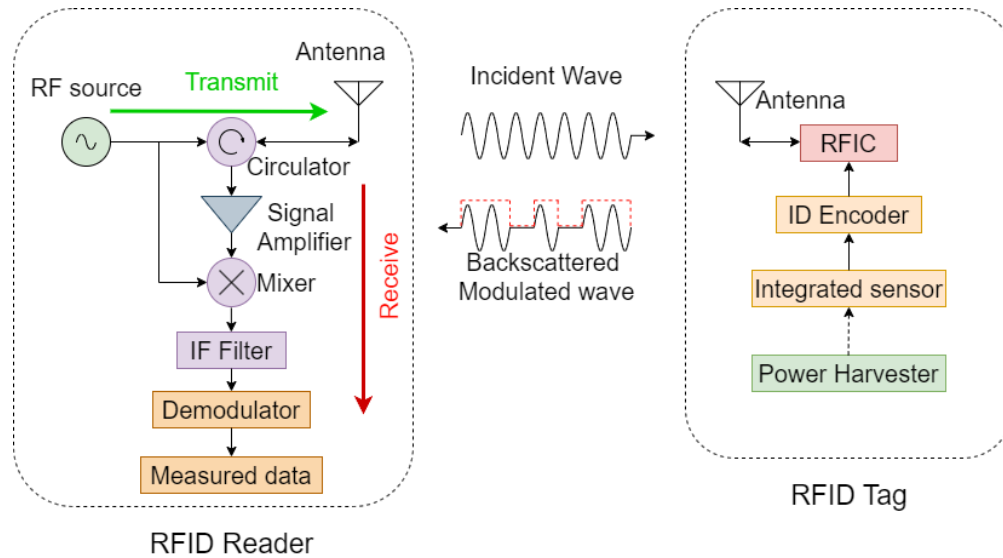 Antenna
Transmit
RF source
Circulator
Signal
Amplifier
Mixer
Receive
IF Filter
Demodulator
Measured data
RFID Reader
Incident Wave
Backscattered
Modulated wave
Antenna
RFIC
ID Encoder
Integrated sensor
Power Harvester
RFID Tag